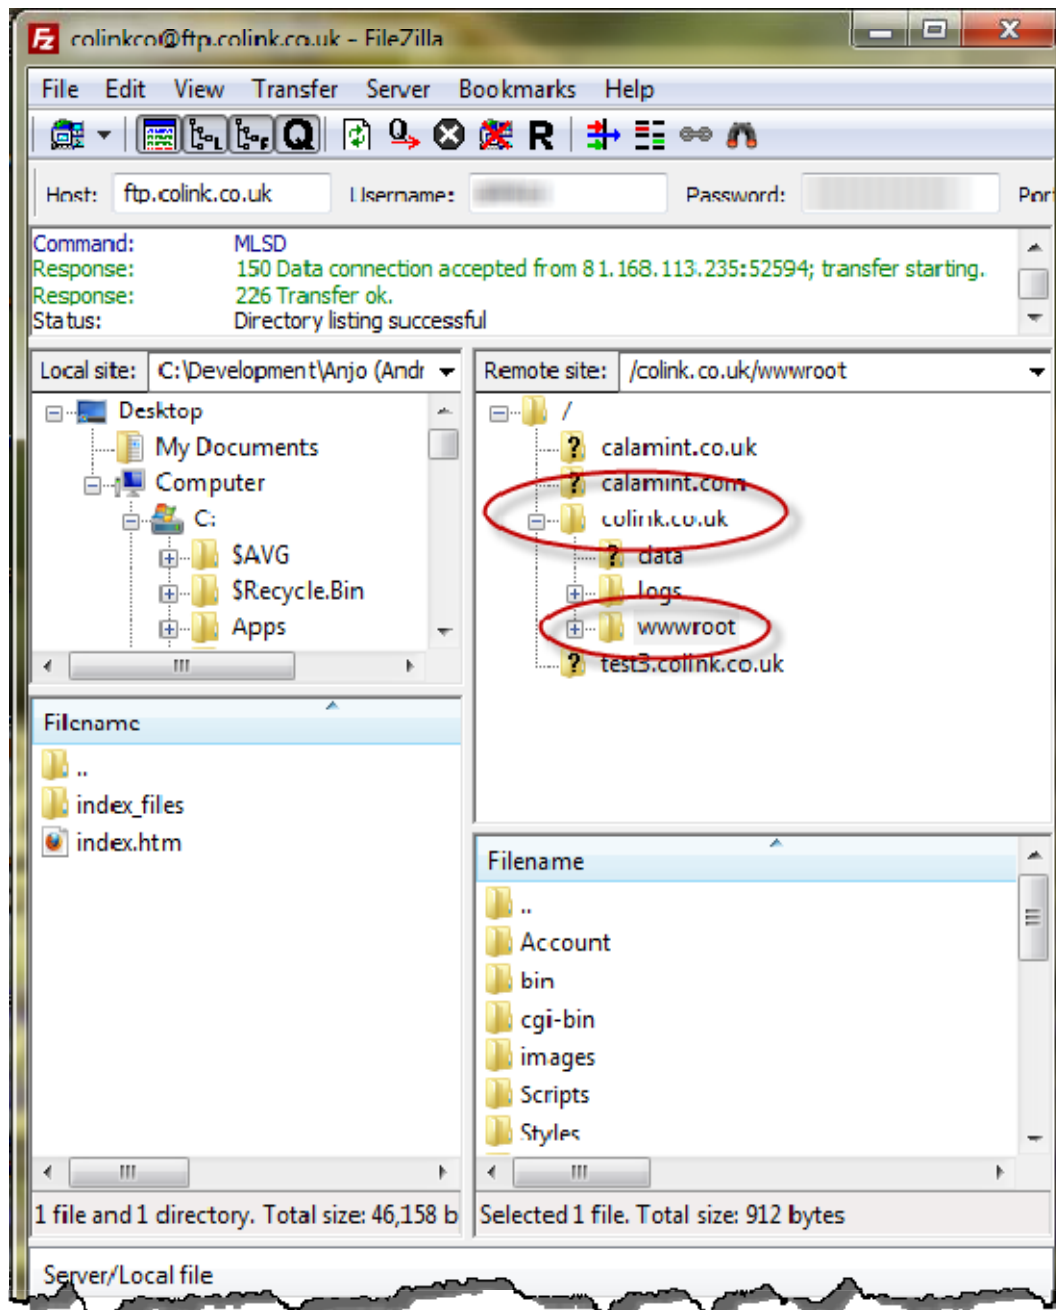 colinkco@ftp.colink.co.uk - FileZilla
File Edit View Transfer Server Bookmarks Help
Host: ftp.colink.co.uk Username: Password: Por
Command: MLSD
Response: 150 Data connection accepted from 81.168.113.235:52594; transfer starting.
Response: 226 Transfer ok.
Status: Directory listing successful
Local site: C:\Development\Anjo (Andr
Desktop
My Documents
Computer
C:
$AVG
$Recycle.Bin
Apps
Filename
..
index_files
index.htm
1 file and 1 directory. Total size: 46,158 b
Remote site: /colink.co.uk/wwwroot
/
calamint.co.uk
calamint.com
colink.co.uk
data
logs
wwwroot
test3.colink.co.uk
Filename
..
Account
bin
cgi-bin
images
Scripts
Styles
Selected 1 file. Total size: 912 bytes
Server/Local file